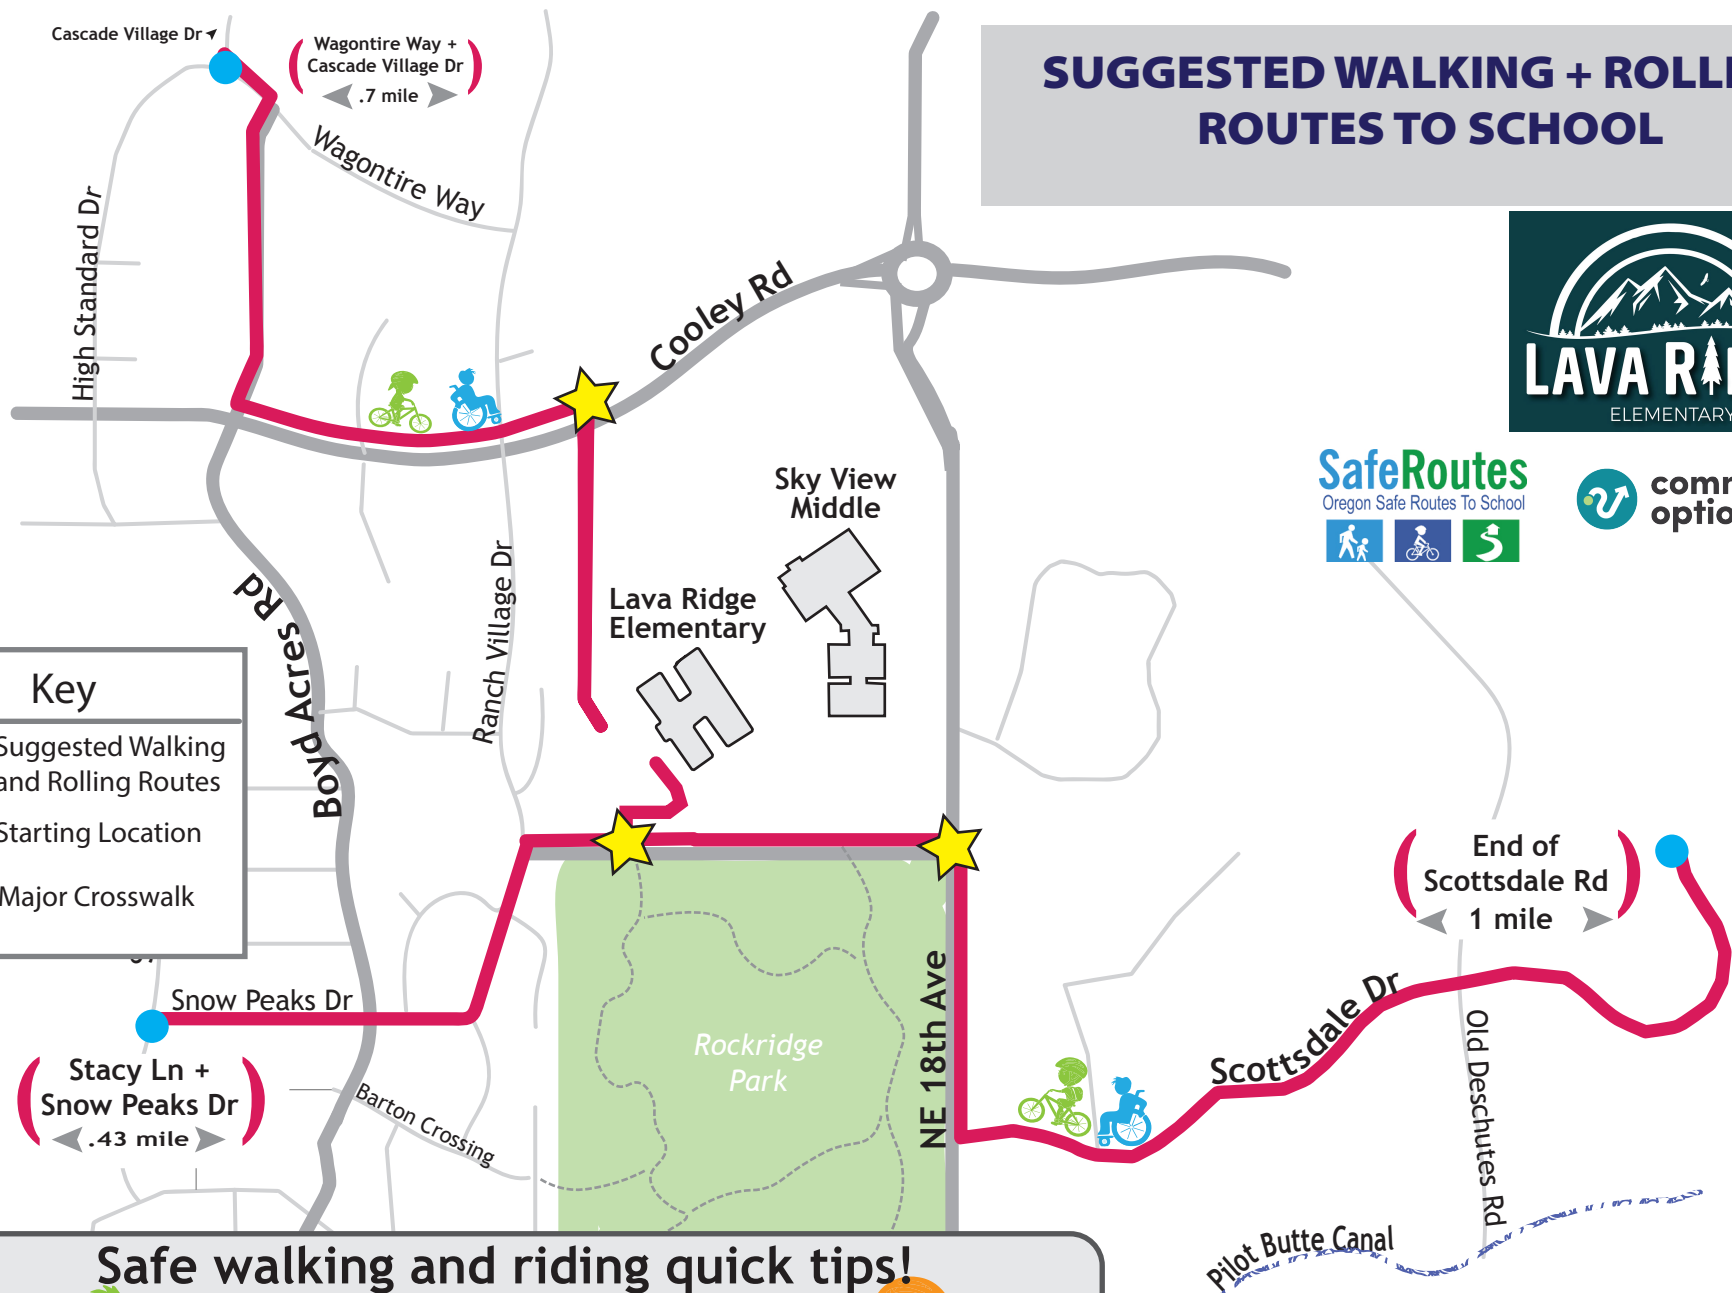 Cascade Village Dr
Wagontire Way +
Cascade Village Dr
.7 mile
SUGGESTED WALKING + ROLLI
ROUTES TO SCHOOL
Wagontire Way
High Standard Dr
Cooley Rd
LAVA RI
ELEMENTARY
SafeRoutes
Oregon Safe Routes To School
comm
optio
Sky View
Middle
Lava Ridge
Elementary
Ranch Village Dr
Boyd Acres Rd
Key
Suggested Walking
and Rolling Routes
Starting Location
Major Crosswalk
Snow Peaks Dr
Stacy Ln +
Snow Peaks Dr
.43 mile
Barton Crossing
Rockridge
Park
NE 18th Ave
End of
Scottsdale Rd
1 mile
Scottsdale Dr
Old Deschutes Rd
Pilot Butte Canal
Safe walking and riding quick tips!